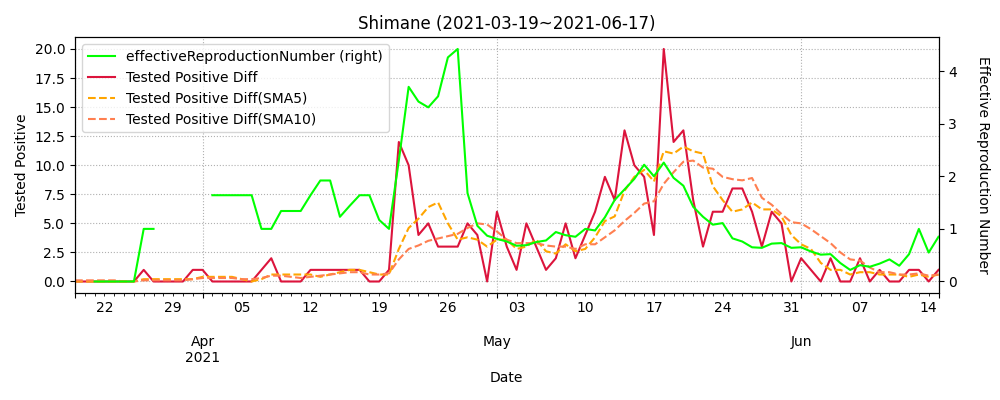 Shimane (2021-03-19~2021-06-17)
effectiveReproductionNumber (right)
Tested Positive Diff
Tested Positive Diff(SMA5)
Tested Positive Diff(SMA10)
Tested Positive
20.0
17.5
15.0
12.5
10.0
7.5
5.0
2.5
0.0
4
3
2
1
0
Effective Reproduction Number
22 29 05 12 19 26 03 10 17 24 31 07 14
Apr May Jun
2021
Date